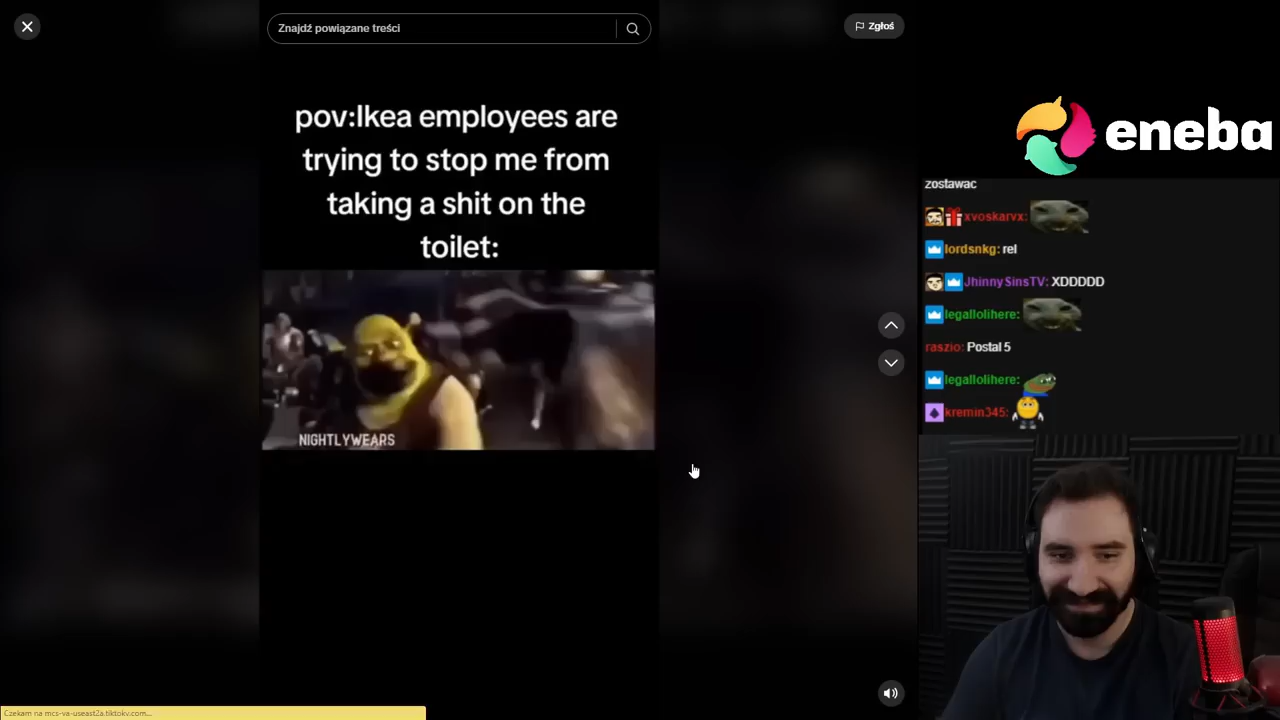 Znajdź powiązane treści
Zgłoś
pov:Ikea employees are
trying to stop me from
taking a shit on the
toilet:
NIGHTLYWEARS
eneba
zostawac
xvoskarvx:
lordsnkg: rel
JhinnySinsTV: XDDDDD
legallolihere:
raszio: Postal 5
legallolihere:
kremin345:
Czekam na mcs-va-useast2a.tiktokv.com...